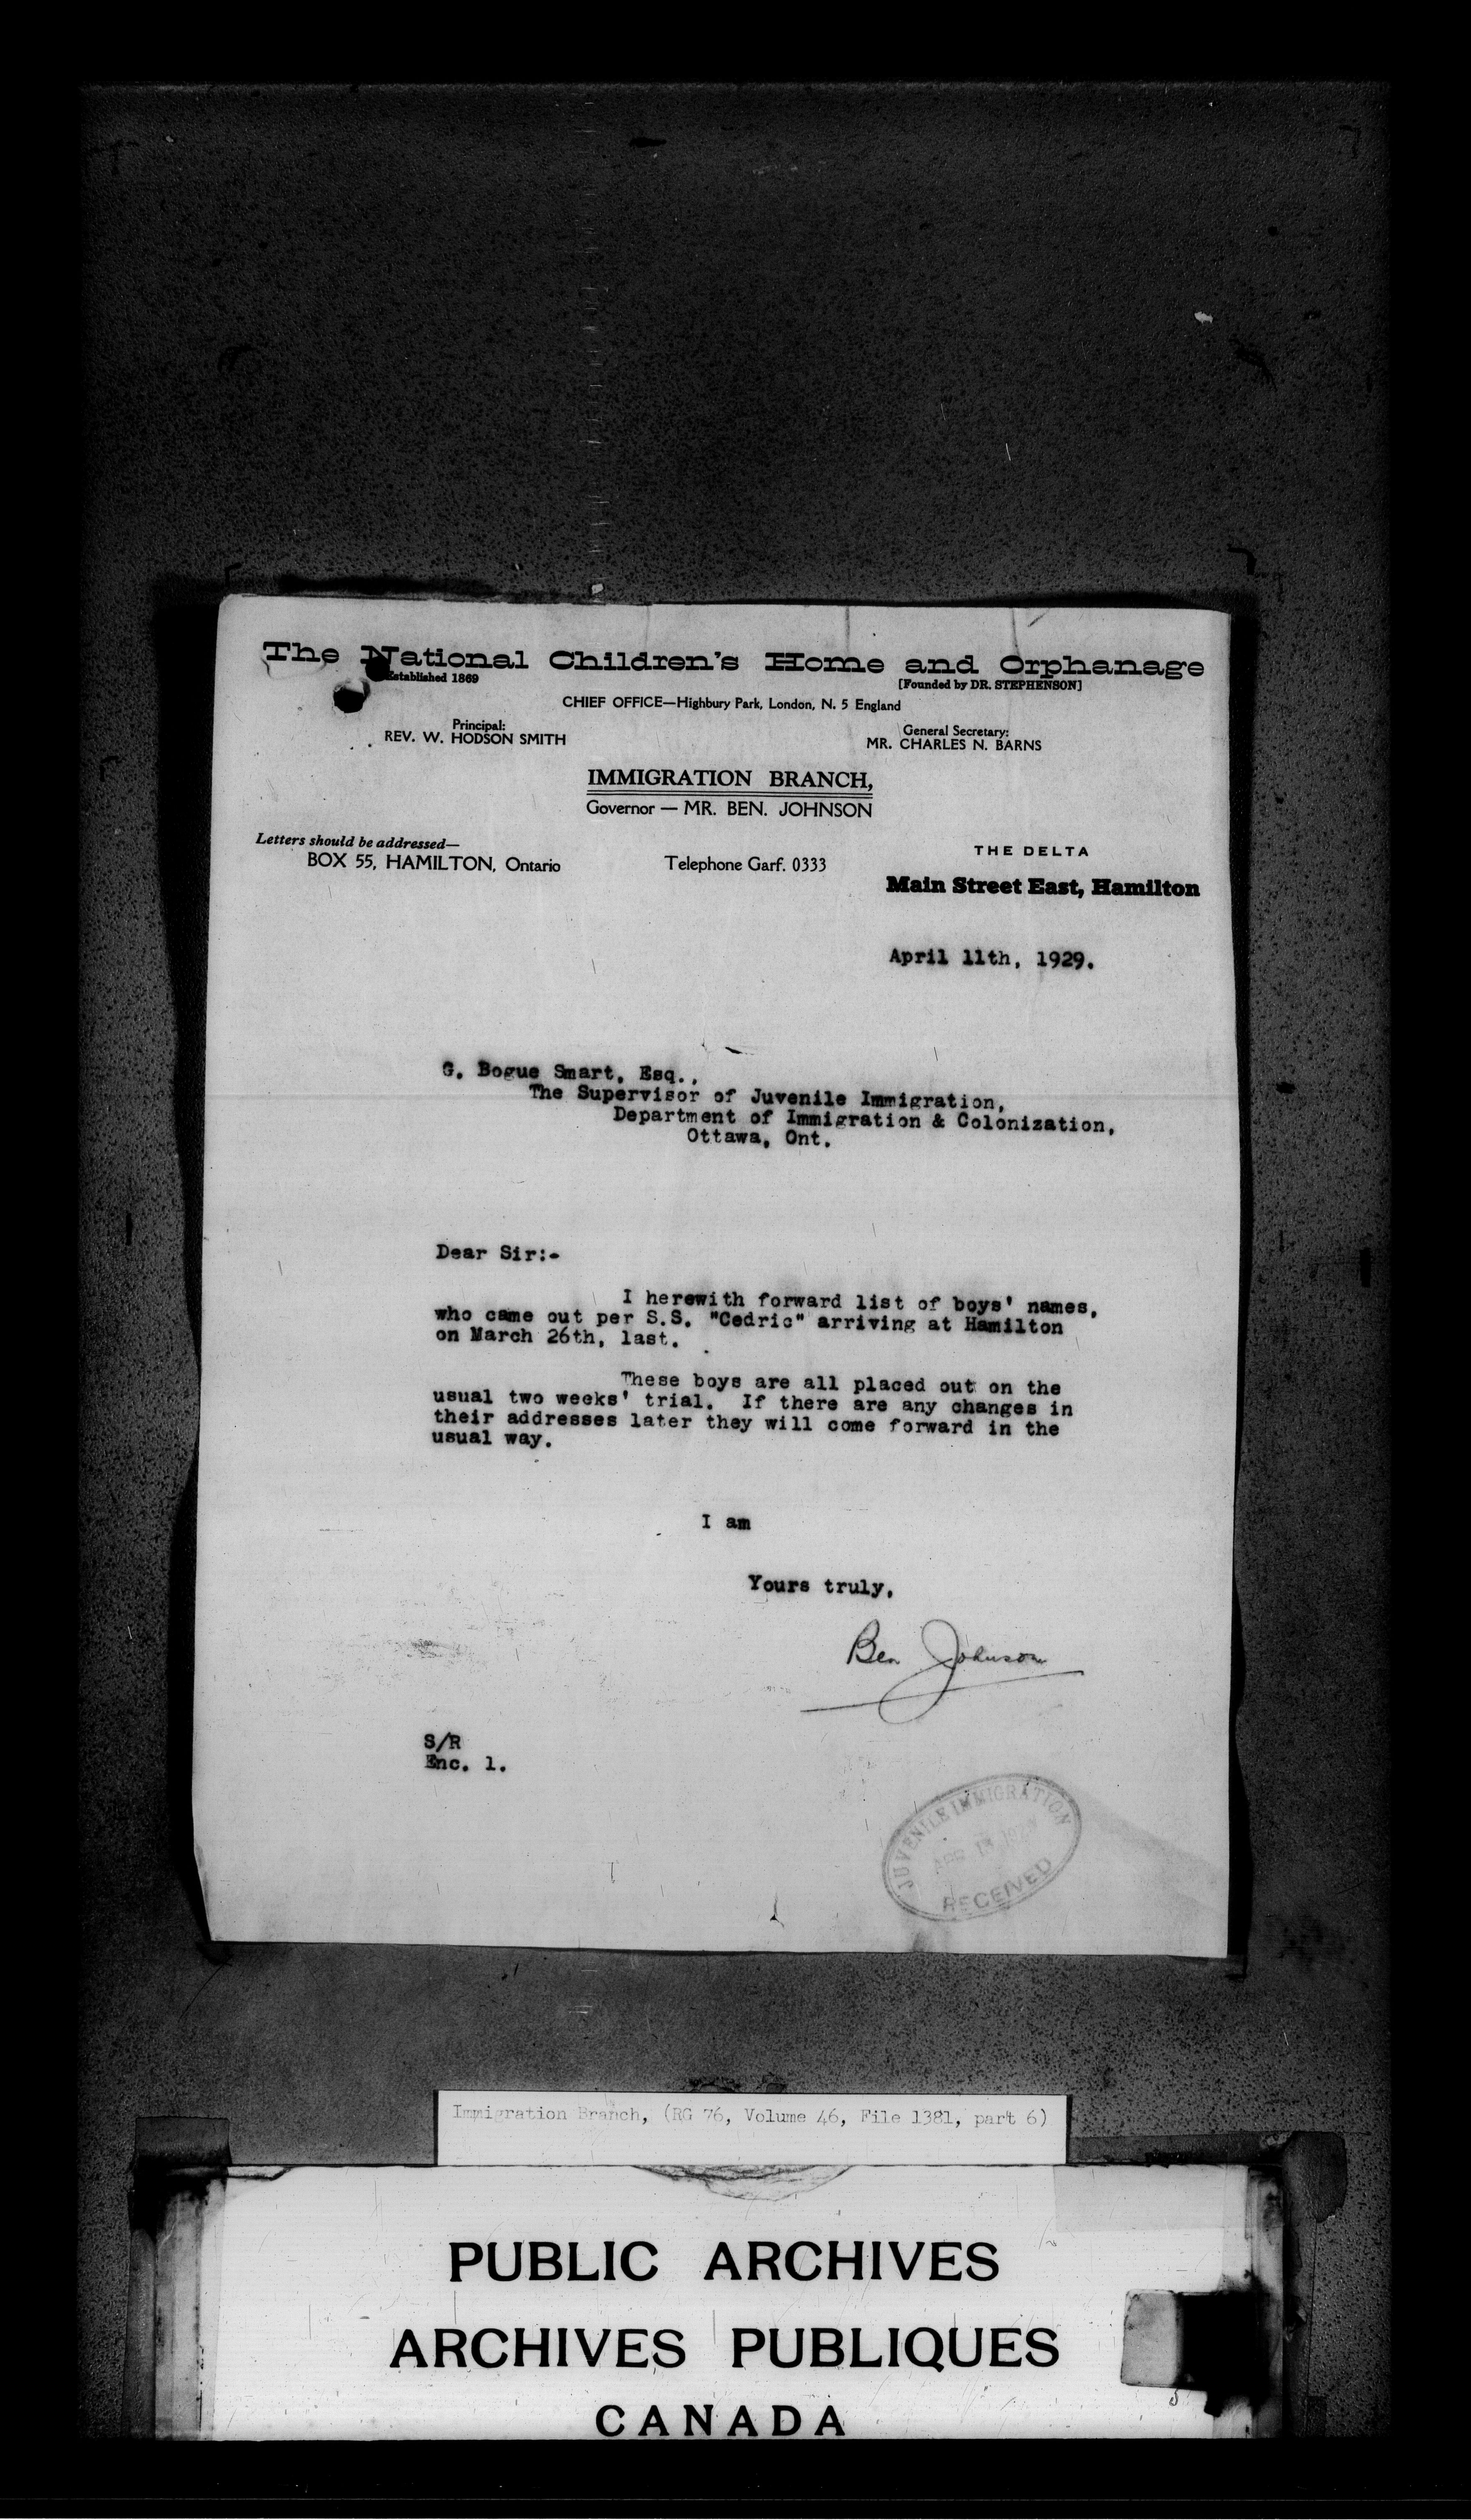 The National Children's Home and Orphanage
Established 1869
[Founded by DR. STEPHENSON]
CHIEF OFFICE—Highbury Park, London, N. 5 England
Principal:
REV. W. HODSON SMITH
General Secretary:
MR. CHARLES N. BARNS
IMMIGRATION BRANCH,
Governor — MR. BEN. JOHNSON
Letters should be addressed—
BOX 55, HAMILTON, Ontario
Telephone Garf. 0333
THE DELTA
Main Street East, Hamilton
April 11th, 1929.
G. Bogue Smart, Esq.,
The Supervisor of Juvenile Immigration,
Department of Immigration & Colonization,
Ottawa, Ont.
Dear Sir:-
I herewith forward list of boys' names,
who came out per S.S. "Cedric" arriving at Hamilton
on March 26th, last.
These boys are all placed out on the
usual two weeks' trial. If there are any changes in
their addresses later they will come forward in the
usual way.
I am
Yours truly,
Ben Johnson
S/R
Enc. 1.
JUVENILE IMMIGRATION
RECEIVED
Immigration Branch, (RG 76, Volume 46, File 1381, part 6)
PUBLIC ARCHIVES
ARCHIVES PUBLIQUES
CANADA